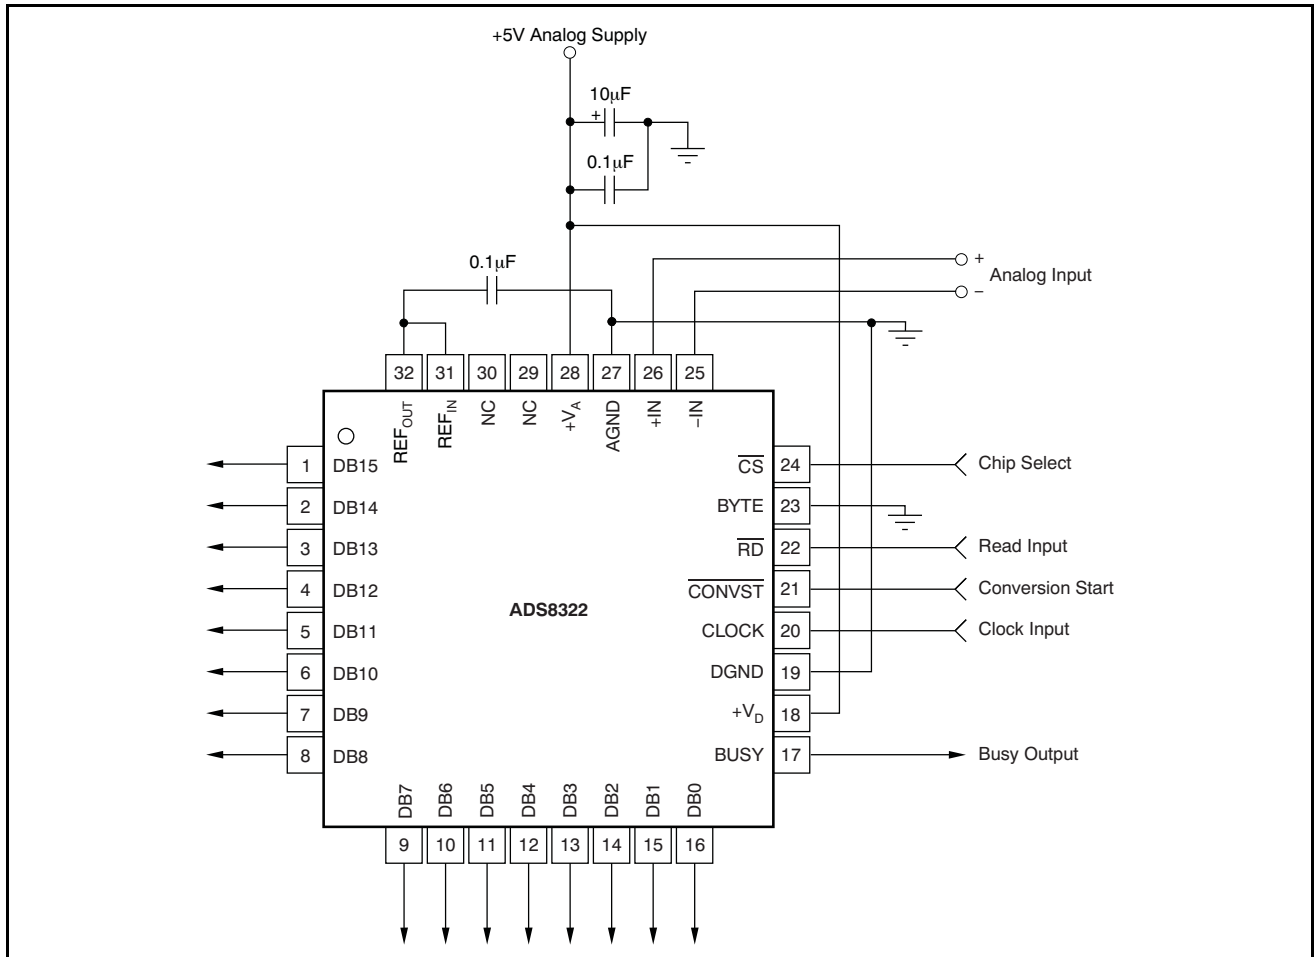 +5V Analog Supply
10μF
+
0.1μF
0.1μF
+
Analog Input
–
32 31 30 29 28 27 26 25
REFOUT REFIN NC NC +VA AGND +IN –IN
1 DB15 CS 24 Chip Select
2 DB14 BYTE 23
3 DB13 RD 22 Read Input
4 DB12 CONVST 21 Conversion Start
ADS8322
5 DB11 CLOCK 20 Clock Input
6 DB10 DGND 19
7 DB9 +VD 18
8 DB8 BUSY 17 Busy Output
DB7 DB6 DB5 DB4 DB3 DB2 DB1 DB0
9 10 11 12 13 14 15 16